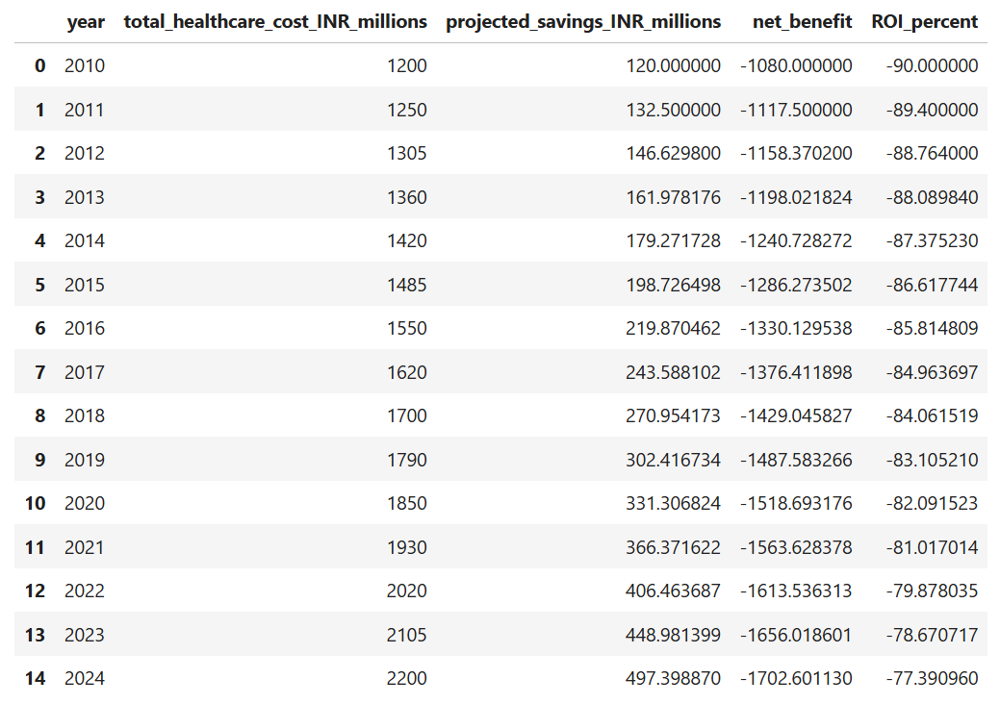 year total_healthcare_cost_INR_millions projected_savings_INR_millions net_benefit ROI_percent
0 2010 1200 120.000000 -1080.000000 -90.000000
1 2011 1250 132.500000 -1117.500000 -89.400000
2 2012 1305 146.629800 -1158.370200 -88.764000
3 2013 1360 161.978176 -1198.021824 -88.089840
4 2014 1420 179.271728 -1240.728272 -87.375230
5 2015 1485 198.726498 -1286.273502 -86.617744
6 2016 1550 219.870462 -1330.129538 -85.814809
7 2017 1620 243.588102 -1376.411898 -84.963697
8 2018 1700 270.954173 -1429.045827 -84.061519
9 2019 1790 302.416734 -1487.583266 -83.105210
10 2020 1850 331.306824 -1518.693176 -82.091523
11 2021 1930 366.371622 -1563.628378 -81.017014
12 2022 2020 406.463687 -1613.536313 -79.878035
13 2023 2105 448.981399 -1656.018601 -78.670717
14 2024 2200 497.398870 -1702.601130 -77.390960